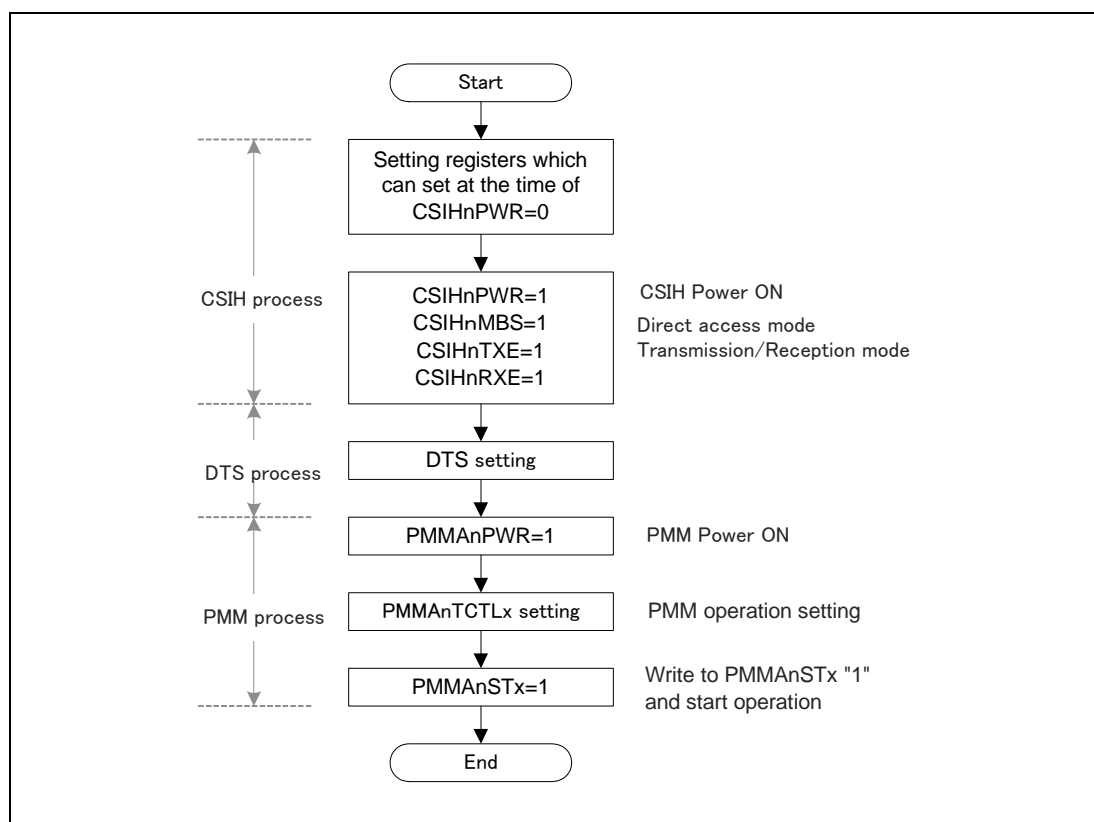 Start
Setting registers which
can set at the time of
CSIHnPWR=0
CSIH process
CSIHnPWR=1
CSIHnMBS=1
CSIHnTXE=1
CSIHnRXE=1
CSIH Power ON
Direct access mode
Transmission/Reception mode
DTS process
DTS setting
PMM process
PMMAnPWR=1
PMM Power ON
PMMAnTCTLx setting
PMM operation setting
PMMAnSTx=1
Write to PMMAnSTx "1"
and start operation
End